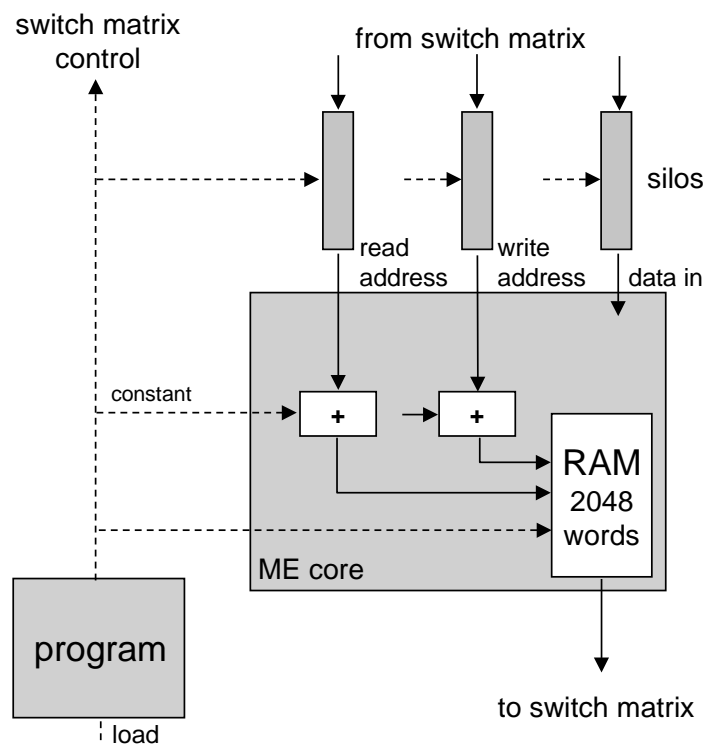 switch matrix
control
from switch matrix
silos
read
address
write
address
data in
constant
+
+
RAM
2048
words
ME core
program
to switch matrix
load